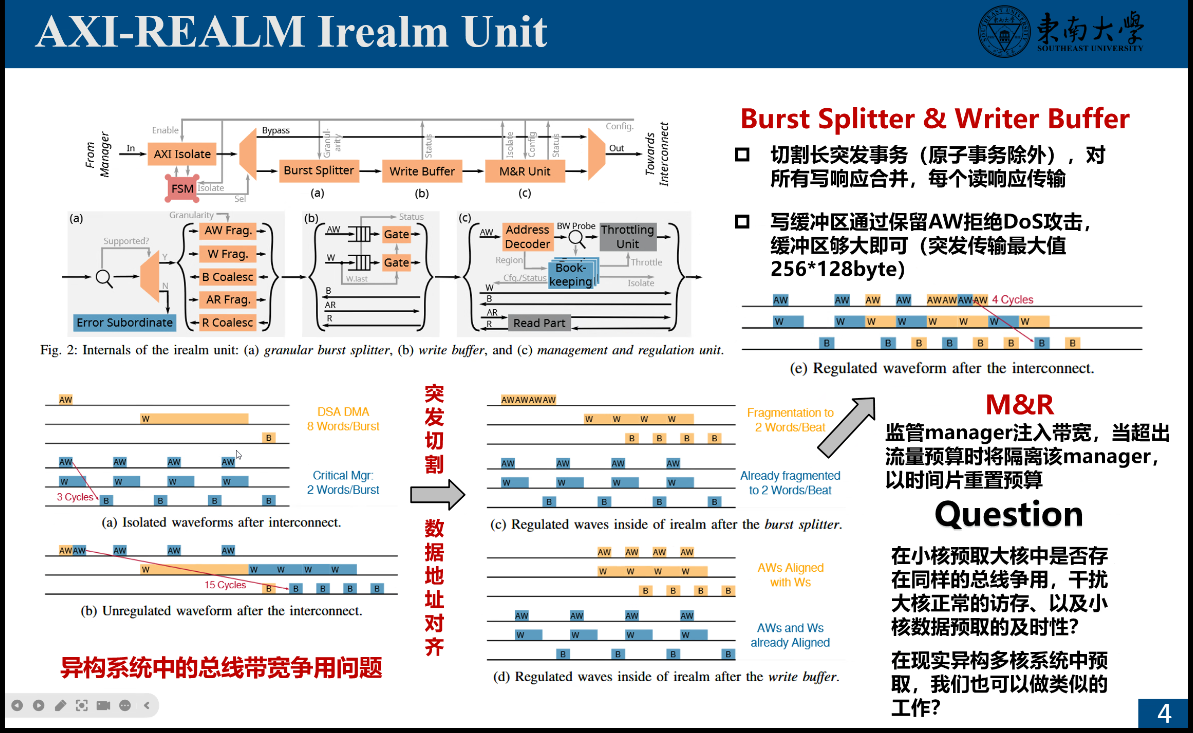 AXI-REALM Irealm Unit
東南大學
SOUTHEAST UNIVERSITY
From Manager
In
Enable
AXI Isolate
FSM
Isolate
Sel
Bypass
Granul-
arity
Burst Splitter
(a)
Status
Write Buffer
(b)
Isolate
Config
Status
M&R Unit
(c)
Config.
Out
Towards
Interconnect
(a)
Granularity
Supported?
Y
N
Error Subordinate
AW Frag.
W Frag.
B Coalesc
AR Frag.
R Coalesc
(b)
Status
AW
Gate
W
Gate
W.last
B
AR
R
(c)
AW
Address
Decoder
BW Probe
Throttling
Unit
Region
Throttle
Book-
keeping
Cfg./Status
Isolate
W
B
AR
R
Read Part
Fig. 2: Internals of the irealm unit: (a) granular burst splitter, (b) write buffer, and (c) management and regulation unit.
Burst Splitter & Writer Buffer
切割长突发事务（原子事务除外），对
所有写响应合并，每个读响应传输
写缓冲区通过保留AW拒绝DoS攻击，
缓冲区够大即可（突发传输最大值
256*128byte）
AW AW AW AW AWAWAWAW 4 Cycles
W W W W W W W W
B B B B B B B B
(e) Regulated waveform after the interconnect.
AW
W
B
DSA DMA
8 Words/Burst
AW AW AW AW
W W W W
3 Cycles B B B B
Critical Mgr:
2 Words/Burst
(a) Isolated waveforms after interconnect.
AWAW AW AW AW
W W W W W
15 Cycles B B B B B
(b) Unregulated waveform after the interconnect.
异构系统中的总线带宽争用问题
突发切割
数据地址对齐
AWAWAWAW
W W W W
B B B B
Fragmentation to
2 Words/Beat
AW AW AW AW
W W W W
B B B B
Already fragmented
to 2 Words/Beat
(c) Regulated waves inside of irealm after the burst splitter.
AW AW AW AW
W W W W
B B B B
AWs Aligned
with Ws
AW AW AW AW
W W W W
B B B B
AWs and Ws
already Aligned
(d) Regulated waves inside of irealm after the write buffer.
M&R
监管manager注入带宽，当超出
流量预算时将隔离该manager，
以时间片重置预算
Question
在小核预取大核中是否存
在同样的总线争用，干扰
大核正常的访存、以及小
核数据预取的及时性？
在现实异构多核系统中预
取，我们也可以做类似的
工作？
4